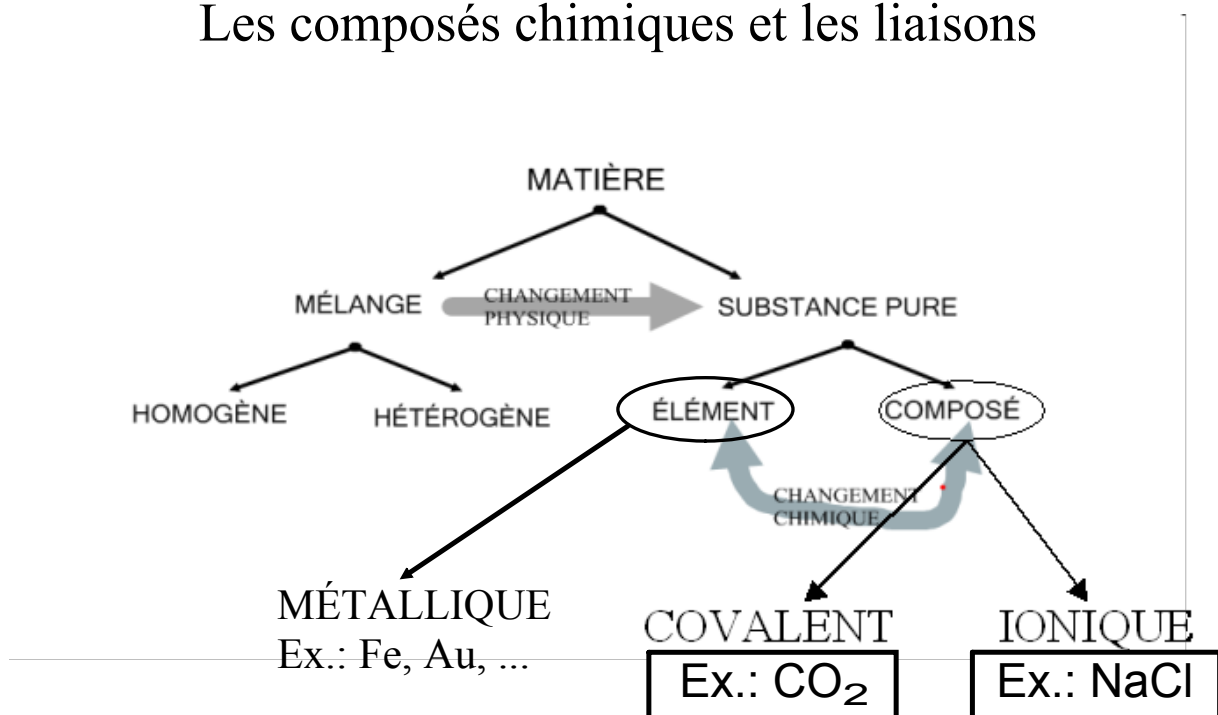 Les composés chimiques et les liaisons
MATIÈRE
MÉLANGE
CHANGEMENT
PHYSIQUE
SUBSTANCE PURE
HOMOGÈNE
HÉTÉROGÈNE
ÉLÉMENT
COMPOSÉ
CHANGEMENT
CHIMIQUE
MÉTALLIQUE
Ex.: Fe, Au, ...
COVALENT
Ex.: CO₂
IONIQUE
Ex.: NaCl